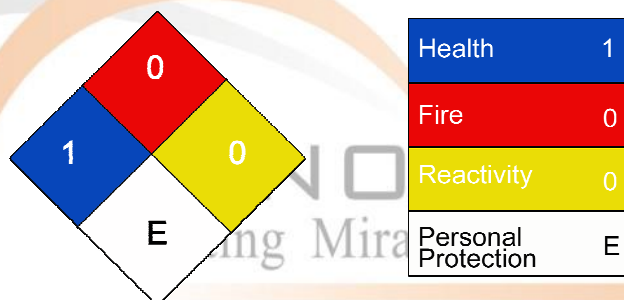 0
1
0
E
Health 1
Fire 0
Reactivity 0
Personal
Protection E